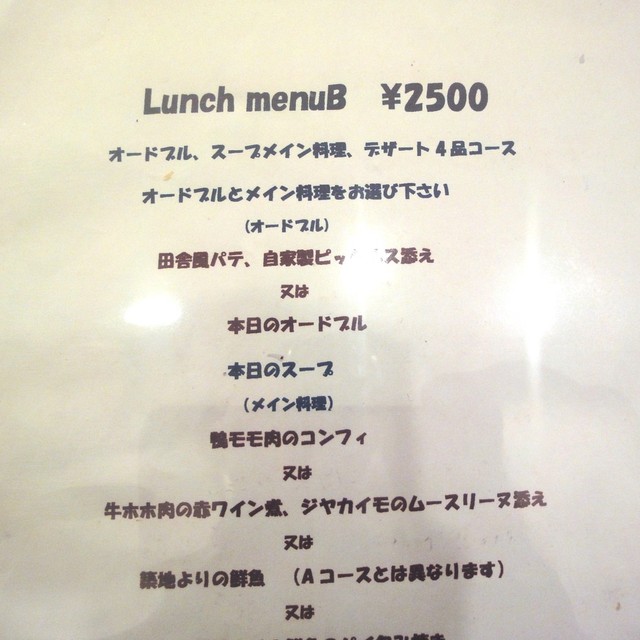 Lunch menuB ¥2500
オードブル、スープメイン料理、デザート4品コース
オードブルとメイン料理をお選び下さい
(オードブル)
田舎風パテ、自家製ピックルス添え
又は
本日のオードブル
本日のスープ
(メイン料理)
鴨モモ肉のコンフィ
又は
牛ホホ肉の赤ワイン煮、ジヤカイモのムースリーヌ添え
又は
築地よりの鮮魚 (Aコースとは異なります)
又は